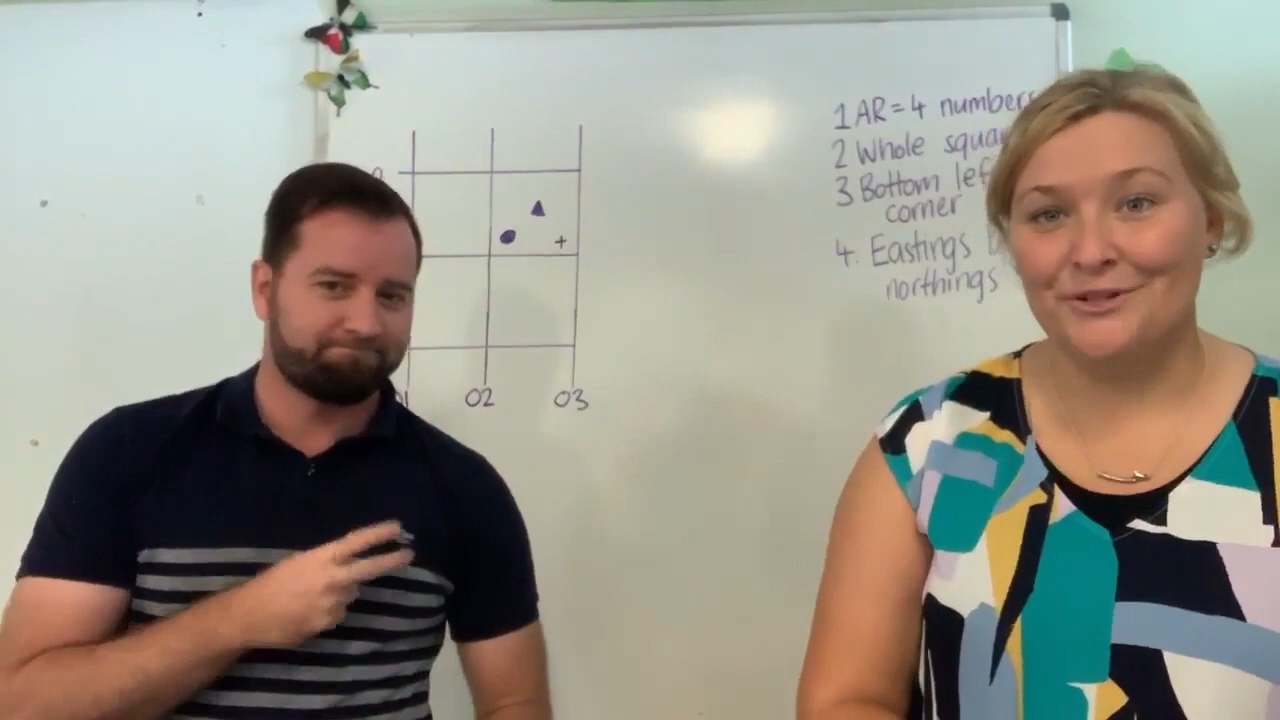 1 AR = 4 numbers
2 Whole
3 Bottom
corner
4. Eastings
northings
02
03